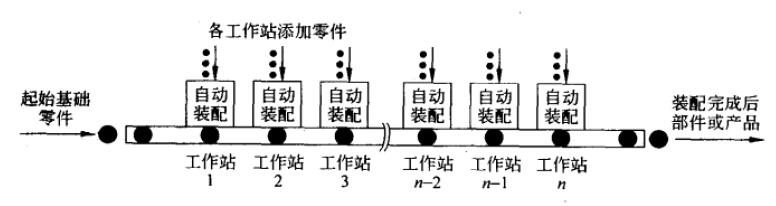 各工作站添加零件
起始基础
零件
自动
装配
自动
装配
自动
装配
自动
装配
自动
装配
自动
装配
装配完成后
部件或产品
工作站
1
工作站
2
工作站
3
工作站
n-2
工作站
n-1
工作站
n